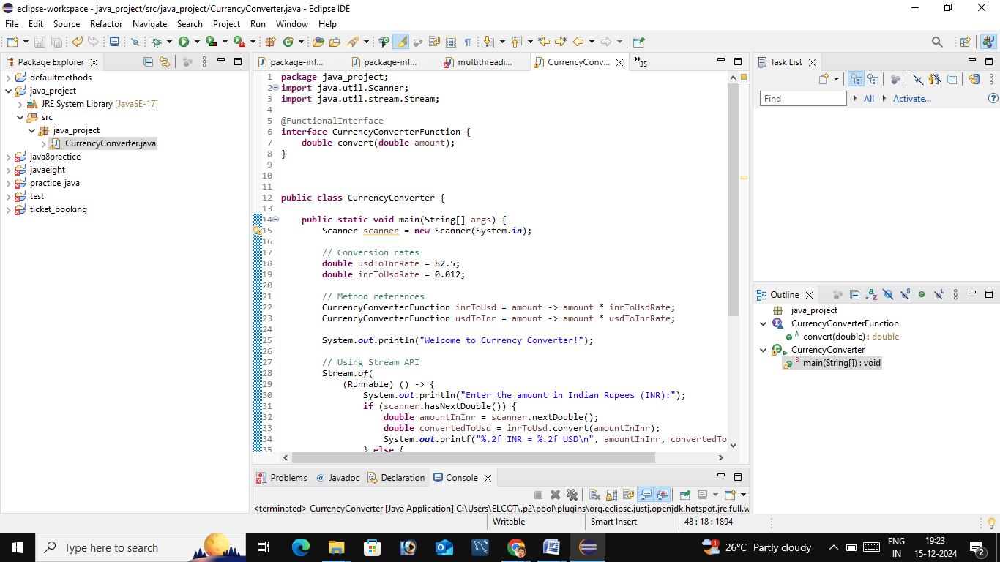 eclipse-workspace - java_project/src/java_project/CurrencyConverter.java - Eclipse IDE
File Edit Source Refactor Navigate Search Project Run Window Help
Package Explorer
defaultmethods
java_project
JRE System Library [JavaSE-17]
src
java_project
CurrencyConverter.java
java8practice
javaeight
practice_java
test
ticket_booking
package-inf... package-inf... multithreadi... CurrencyConv... »35
1 package java_project;
2 import java.util.Scanner;
3 import java.util.stream.Stream;
4
5 @FunctionalInterface
6 interface CurrencyConverterFunction {
7 double convert(double amount);
8 }
9
10
11
12 public class CurrencyConverter {
13
14 public static void main(String[] args) {
15 Scanner scanner = new Scanner(System.in);
16
17 // Conversion rates
18 double usdToInrRate = 82.5;
19 double inrToUsdRate = 0.012;
20
21 // Method references
22 CurrencyConverterFunction inrToUsd = amount -> amount * inrToUsdRate;
23 CurrencyConverterFunction usdToInr = amount -> amount * usdToInrRate;
24
25 System.out.println("Welcome to Currency Converter!");
26
27 // Using Stream API
28 Stream.of(
29 (Runnable) () -> {
30 System.out.println("Enter the amount in Indian Rupees (INR):");
31 if (scanner.hasNextDouble()) {
32 double amountInInr = scanner.nextDouble();
33 double convertedToUsd = inrToUsd.convert(amountInInr);
34 System.out.printf("%.2f INR = %.2f USD\n", amountInInr, convertedTo
35 } else {
Problems @ Javadoc Declaration Console
<terminated> CurrencyConverter [Java Application] C:\Users\ELCOT\.p2\pool\plugins\org.eclipse.justj.openjdk.hotspot.jre.full.w
Task List
Find All Activate...
Outline
java_project
CurrencyConverterFunction
convert(double) : double
CurrencyConverter
main(String[]) : void
Writable Smart Insert 48 : 18 : 1894
Type here to search
26°C Partly cloudy
ENG
IN
19:23
15-12-2024
2